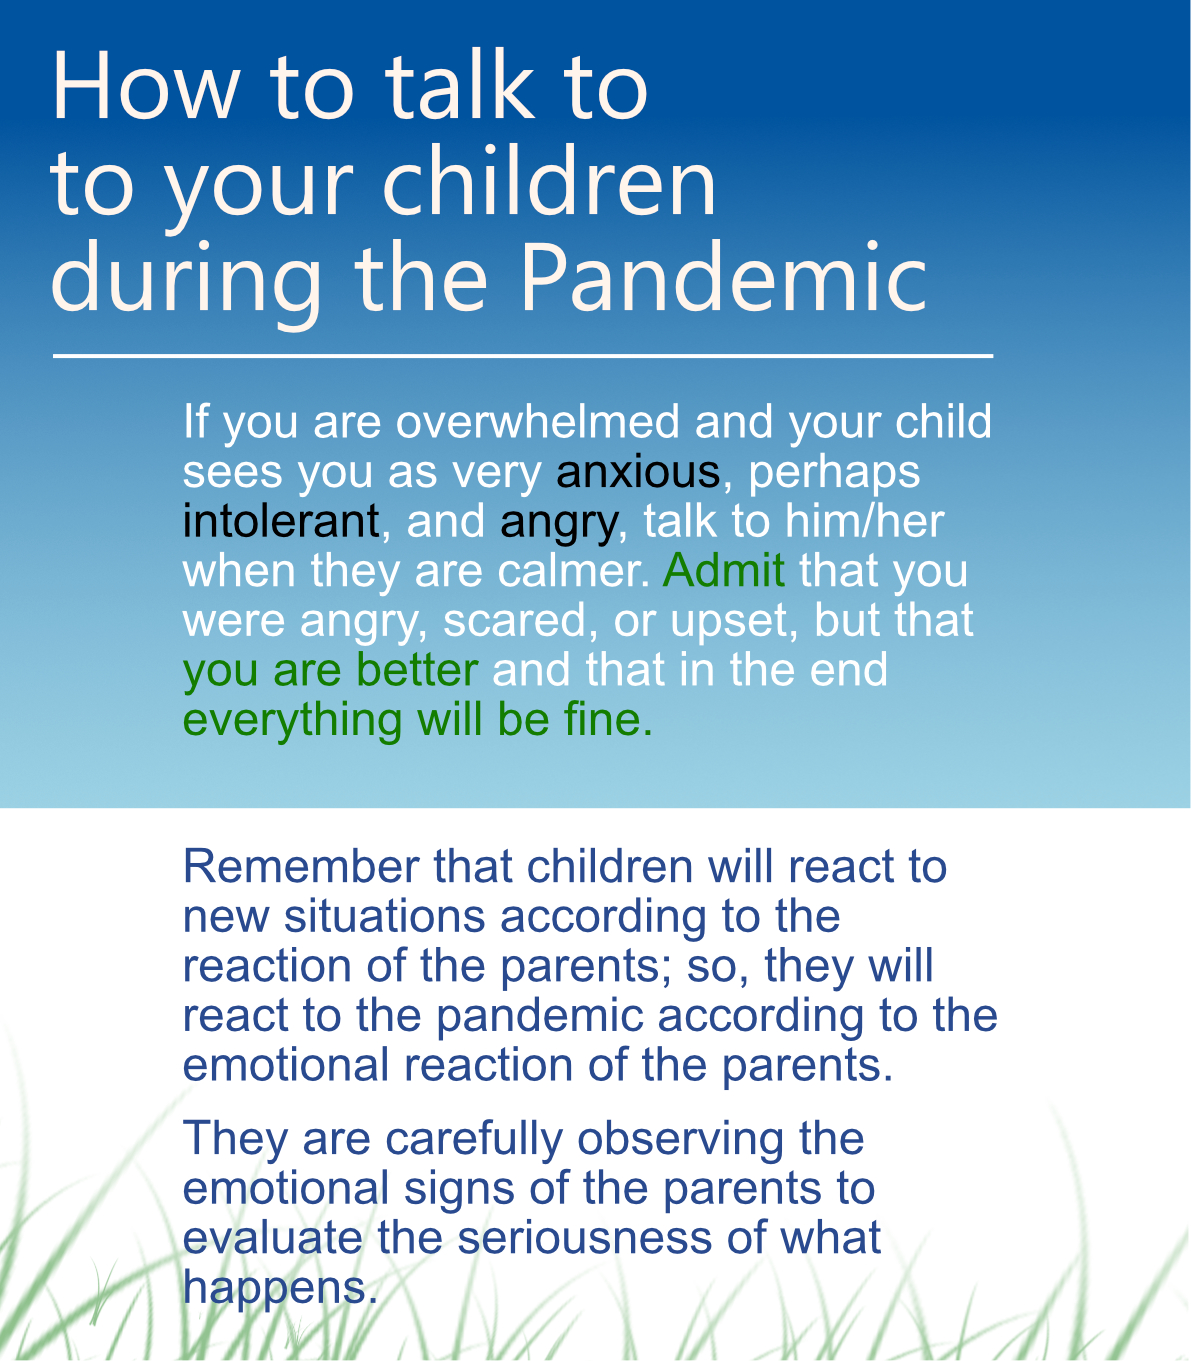 How to talk to
to your children
during the Pandemic
If you are overwhelmed and your child
sees you as very anxious, perhaps
intolerant, and angry, talk to him/her
when they are calmer. Admit that you
were angry, scared, or upset, but that
you are better and that in the end
everything will be fine.
Remember that children will react to
new situations according to the
reaction of the parents; so, they will
react to the pandemic according to the
emotional reaction of the parents.
They are carefully observing the
emotional signs of the parents to
evaluate the seriousness of what
happens.